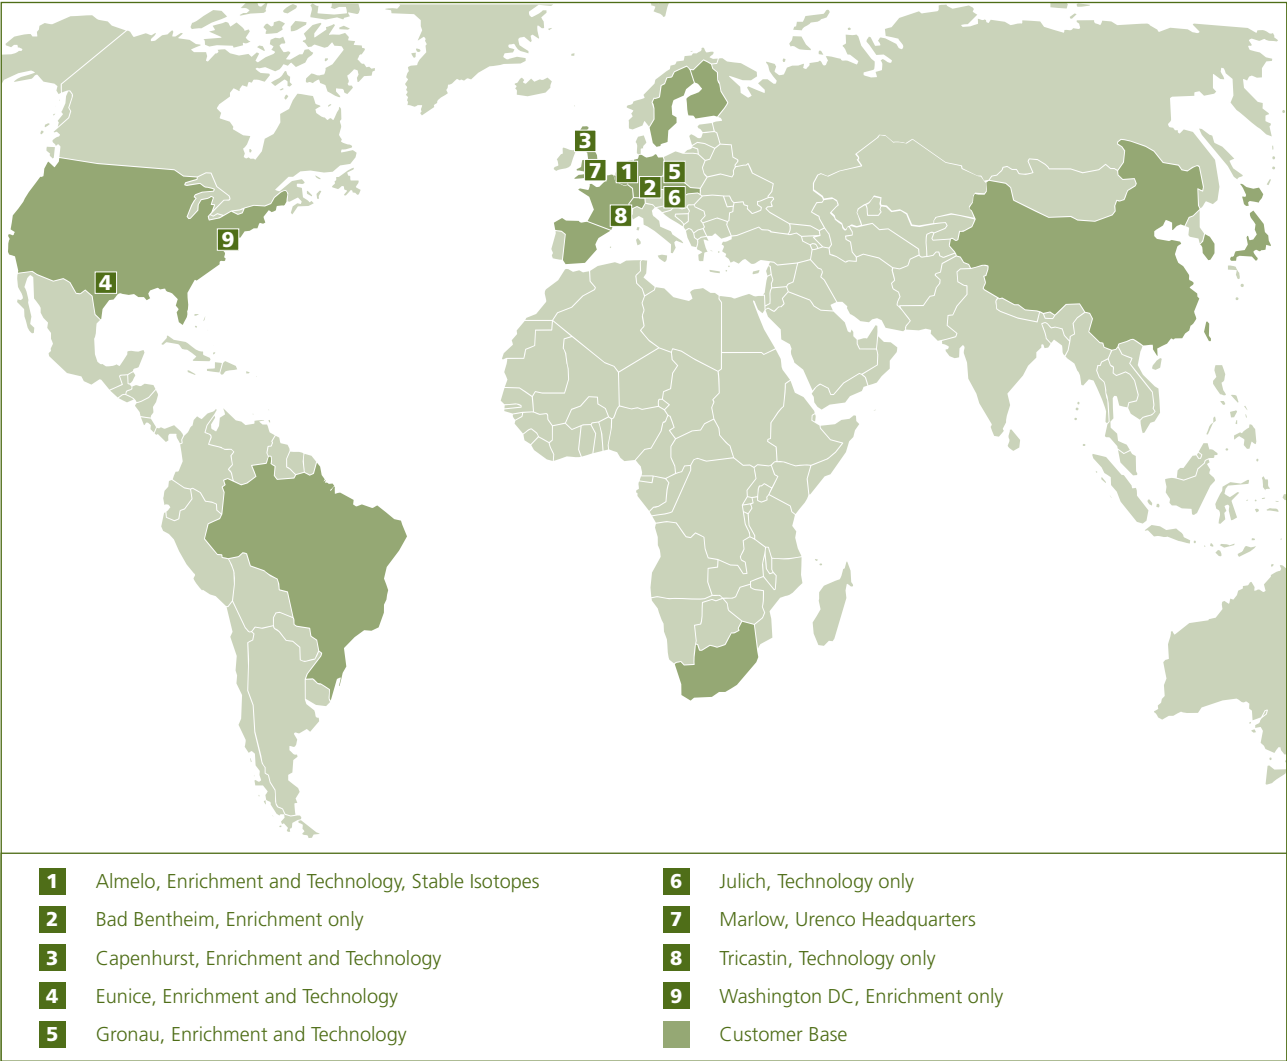 3
7
1
5
2
6
8
9
4
1 Almelo, Enrichment and Technology, Stable Isotopes
2 Bad Bentheim, Enrichment only
3 Capenhurst, Enrichment and Technology
4 Eunice, Enrichment and Technology
5 Gronau, Enrichment and Technology
6 Julich, Technology only
7 Marlow, Urenco Headquarters
8 Tricastin, Technology only
9 Washington DC, Enrichment only
Customer Base